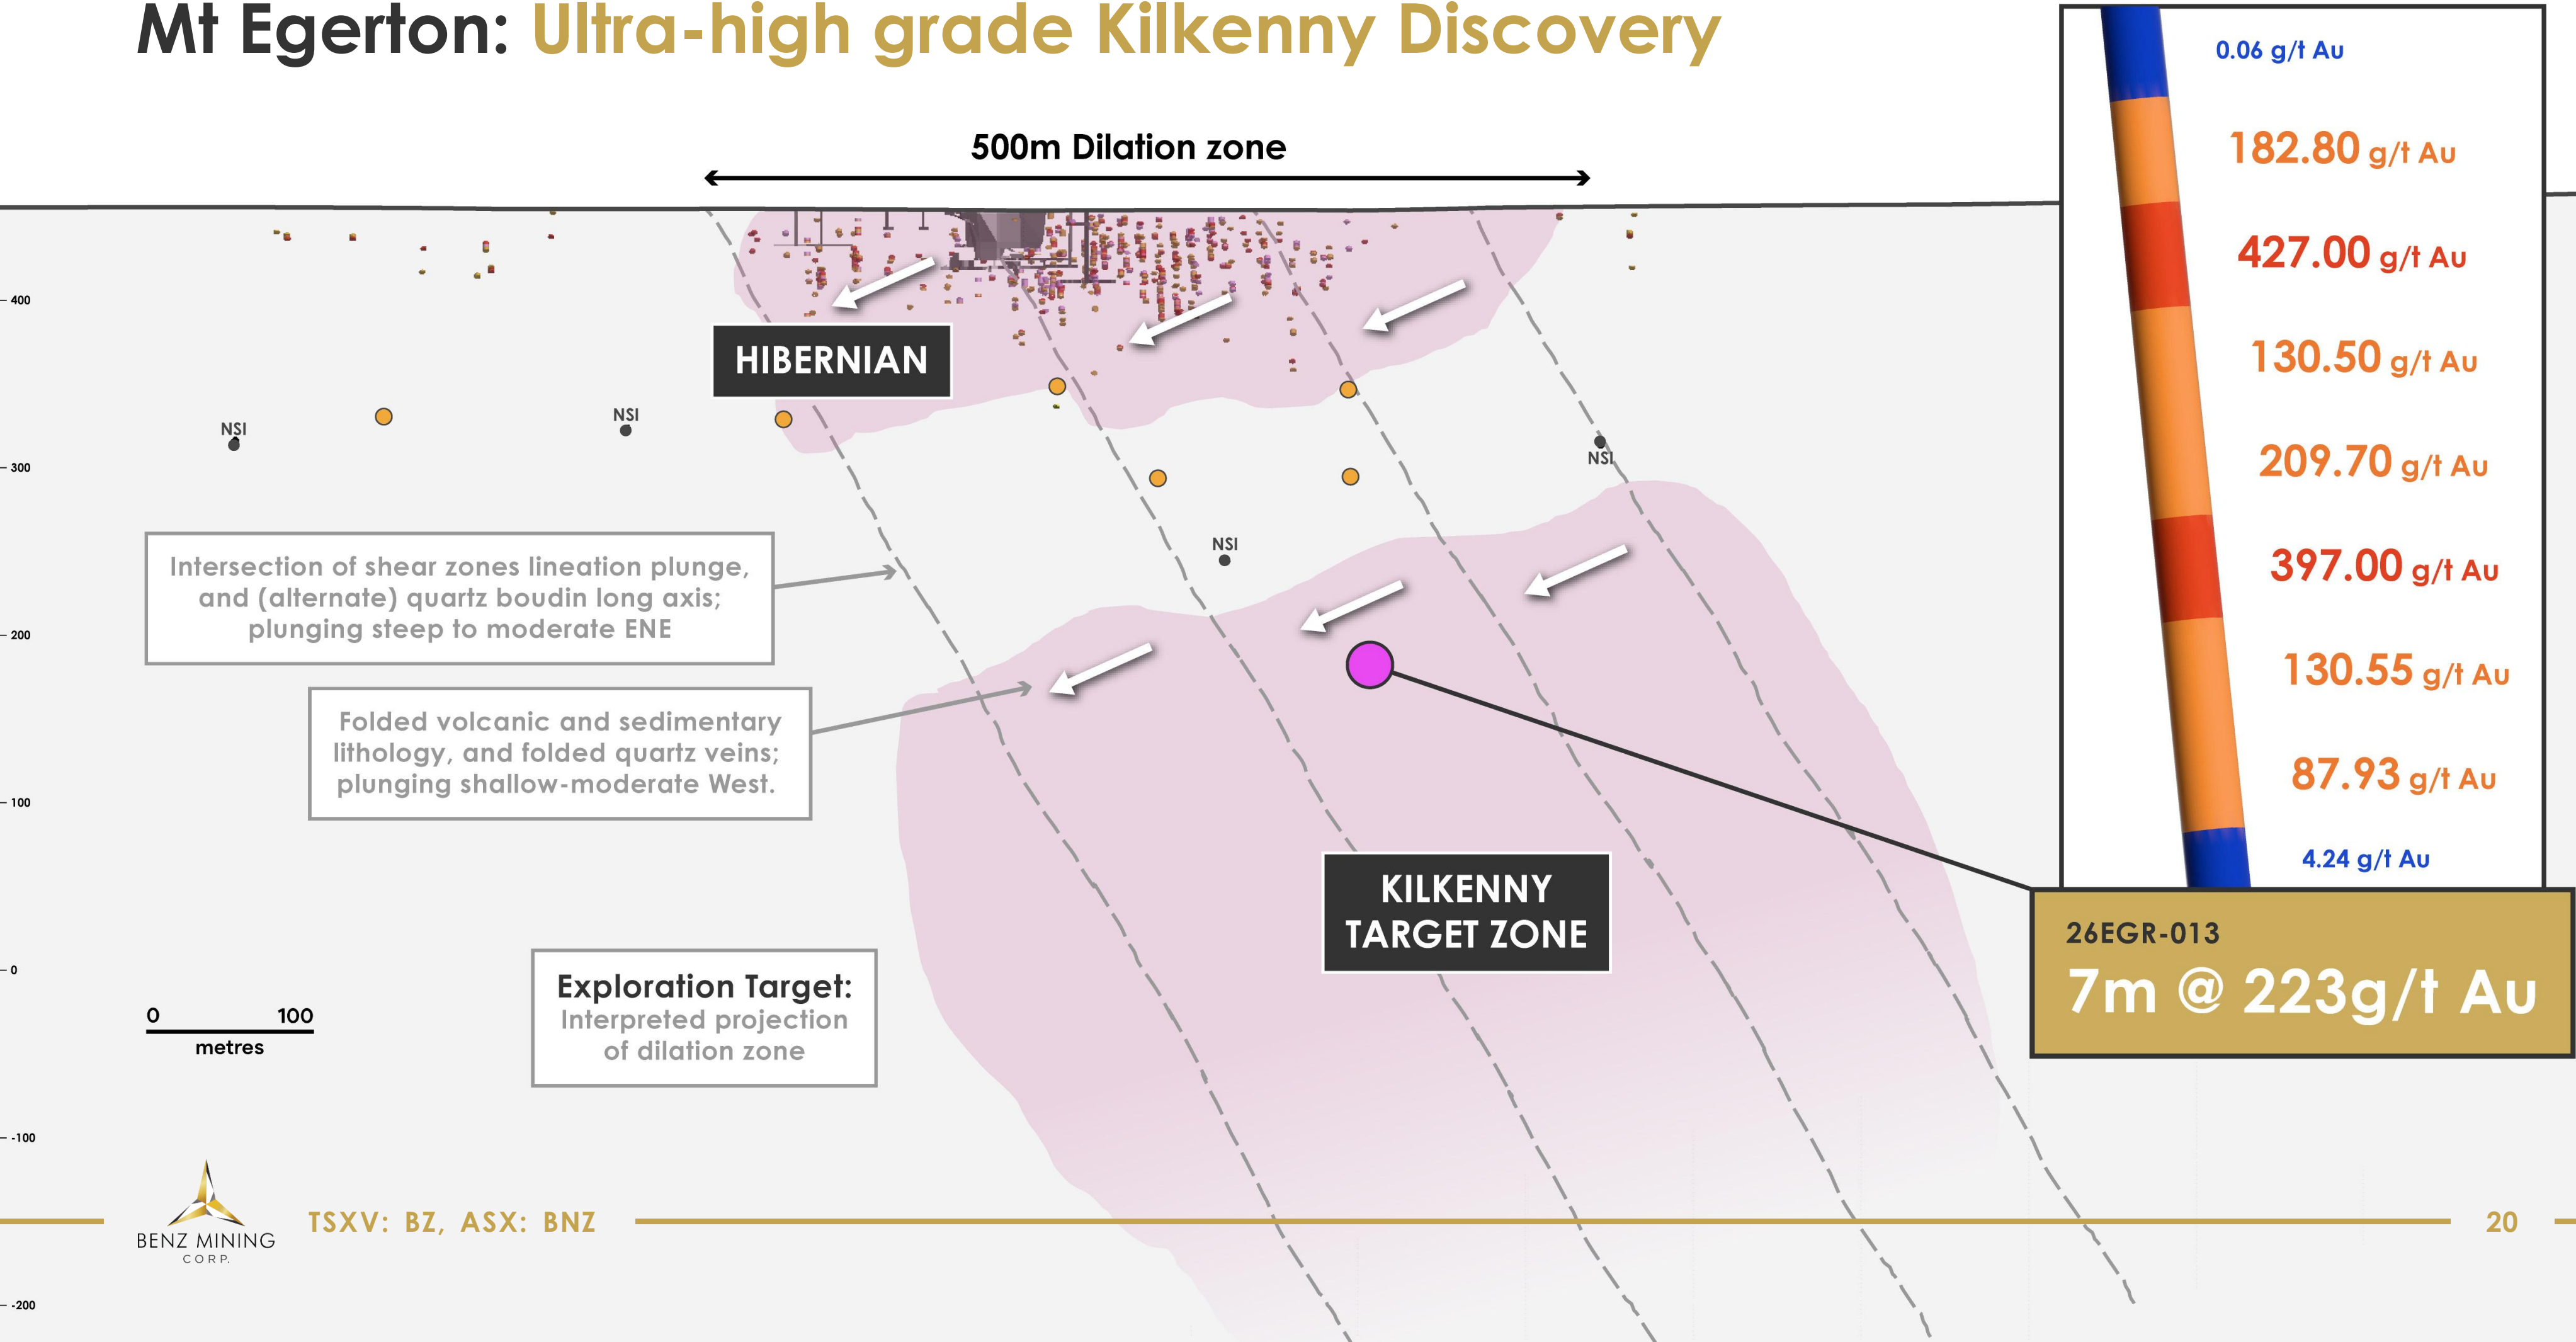 Mt Egerton: Ultra-high grade Kilkenny Discovery
500m Dilation zone
0.06 g/t Au
182.80 g/t Au
427.00 g/t Au
130.50 g/t Au
209.70 g/t Au
397.00 g/t Au
130.55 g/t Au
87.93 g/t Au
4.24 g/t Au
26EGR-013
7m @ 223g/t Au
400
300
200
100
0
-100
-200
HIBERNIAN
NSI
NSI
NSI
NSI
Intersection of shear zones lineation plunge,
and (alternate) quartz boudin long axis;
plunging steep to moderate ENE
Folded volcanic and sedimentary
lithology, and folded quartz veins;
plunging shallow-moderate West.
KILKENNY
TARGET ZONE
Exploration Target:
Interpreted projection
of dilation zone
0 100
metres
BENZ MINING
CORP.
TSXV: BZ, ASX: BNZ
20